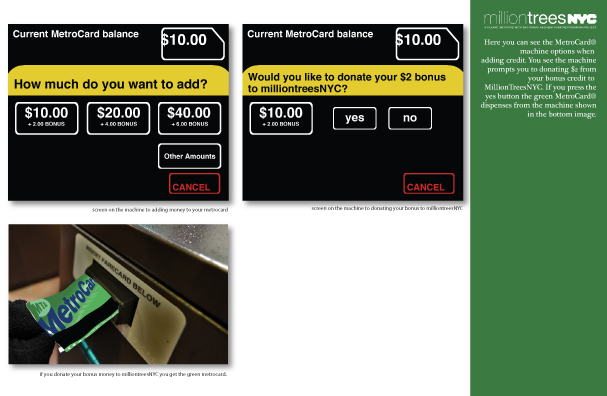 Current MetroCard balance
$10.00
How much do you want to add?
$10.00
+ 2.00 BONUS
$20.00
+ 4.00 BONUS
$40.00
+ 6.00 BONUS
Other Amounts
CANCEL
screen on the machine to adding money to your metrocard
Current MetroCard balance
$10.00
Would you like to donate your $2 bonus
to milliontreesNYC?
$10.00
+ 2.00 BONUS
yes
no
CANCEL
screen on the machine to donating your bonus to milliontreesNYC
FARECARD BELOW
MetroCar
if you donate your bonus money to milliontreesNYC you get the green metrocard.
milliontreesNYC
Here you can see the MetroCard®
machine options when
adding credit. You see the machine
prompts you to donating $2 from
your bonus credit to
MillionTreesNYC. If you press the
yes button the green MetroCard®
dispenses from the machine shown
in the bottom image.